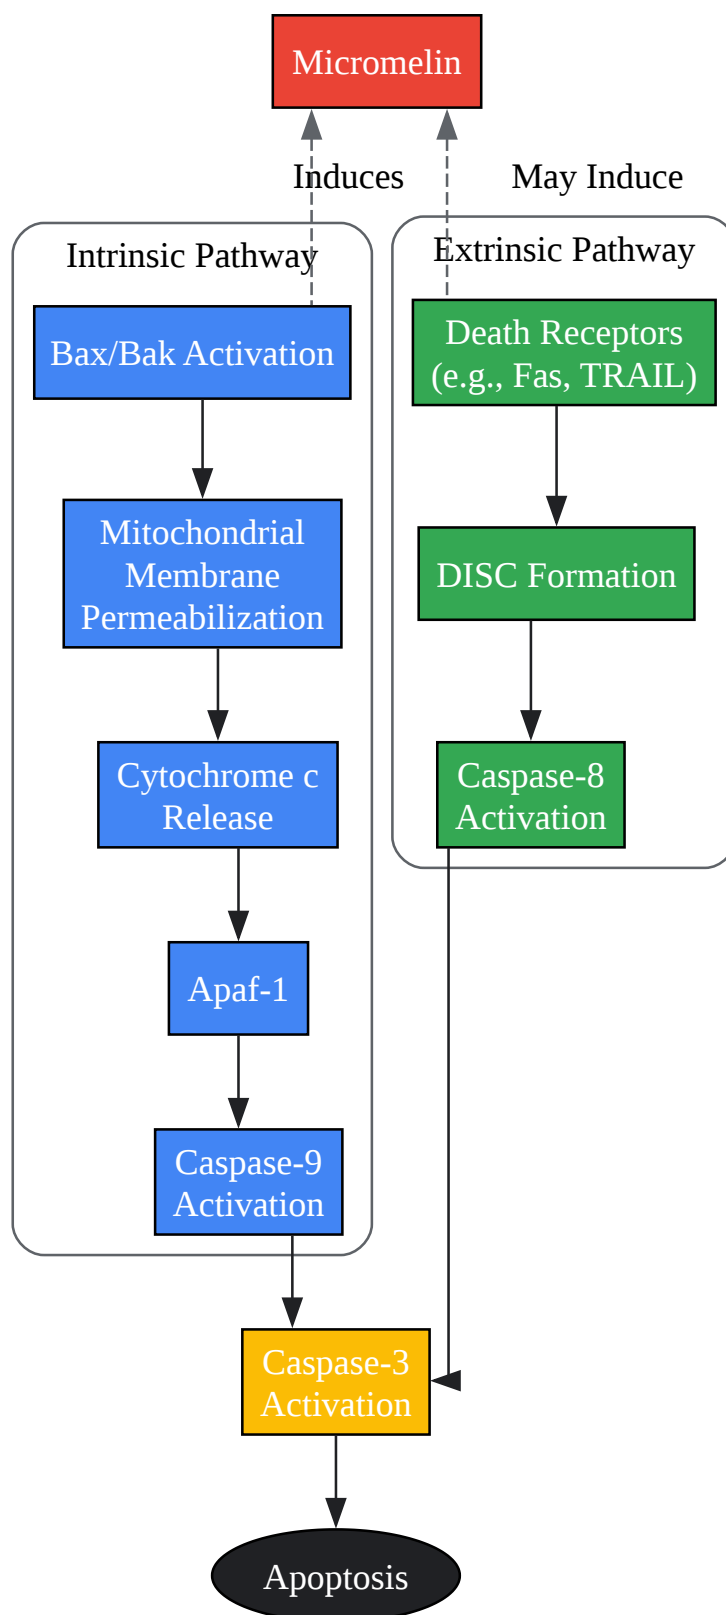 Micromelin
Induces
May Induce
Intrinsic Pathway
Bax/Bak Activation
Mitochondrial
Membrane
Permeabilization
Cytochrome c
Release
Apaf-1
Caspase-9
Activation
Extrinsic Pathway
Death Receptors
(e.g., Fas, TRAIL)
DISC Formation
Caspase-8
Activation
Caspase-3
Activation
Apoptosis